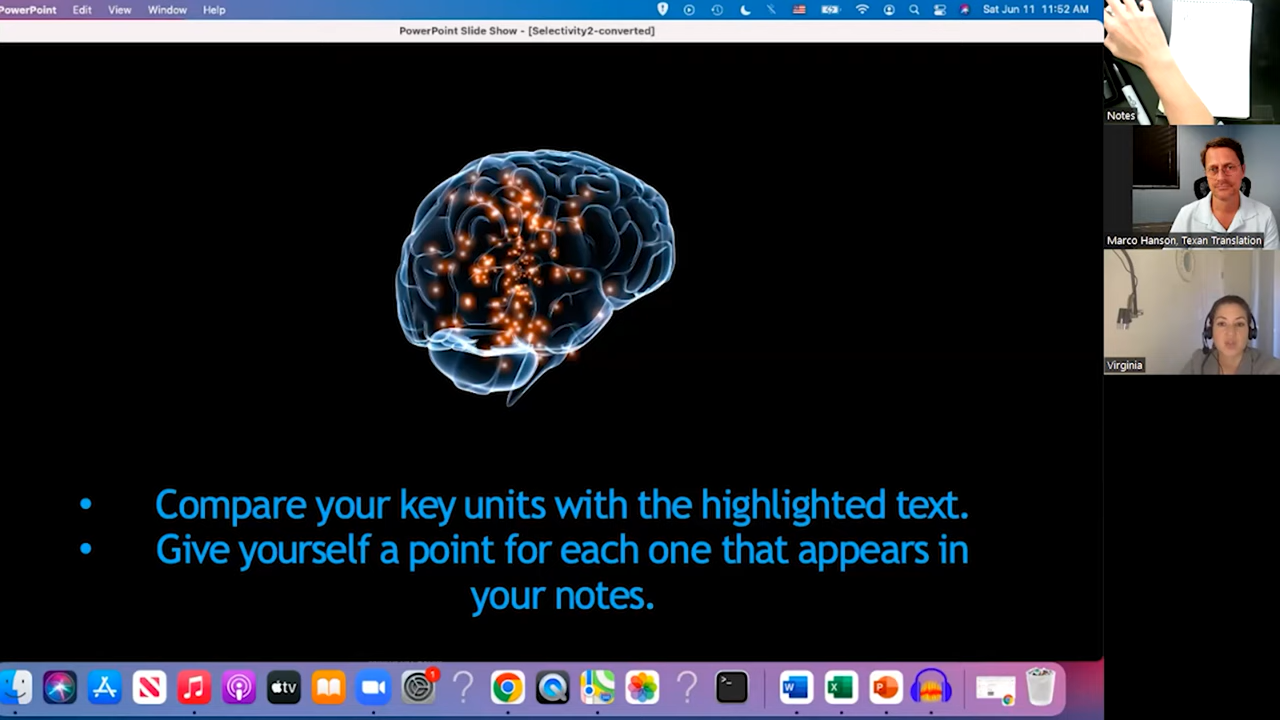 PowerPoint Edit View Window Help Sat Jun 11 11:52 AM
PowerPoint Slide Show - [Selectivity2-converted]
• Compare your key units with the highlighted text.
• Give yourself a point for each one that appears in
your notes.
Notes
Marco Hanson, Texan Translation
Virginia